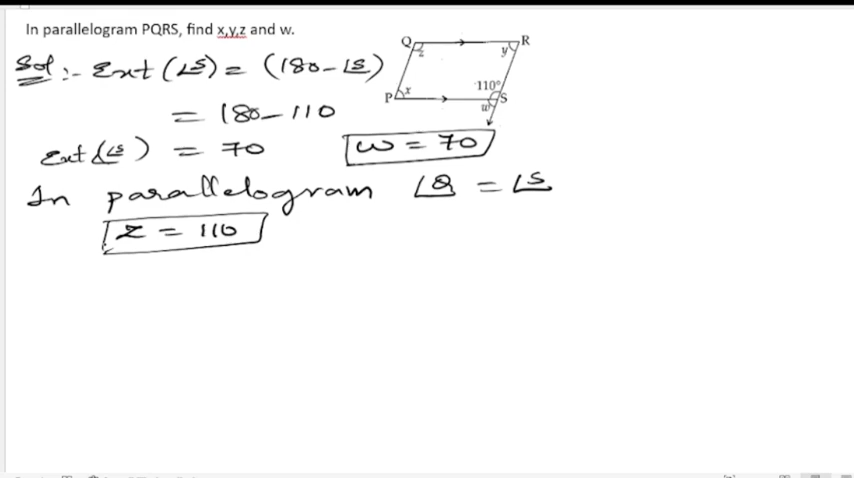 In parallelogram PQRS, find x,y,z and w.
Q R
z y
Sol :- Ext (∠S) = (180-∠S)
P x 110° S
w
= 180-110
Ext (∠S) = 70 w = 70
In parallelogram ∠Q = ∠S
z = 110